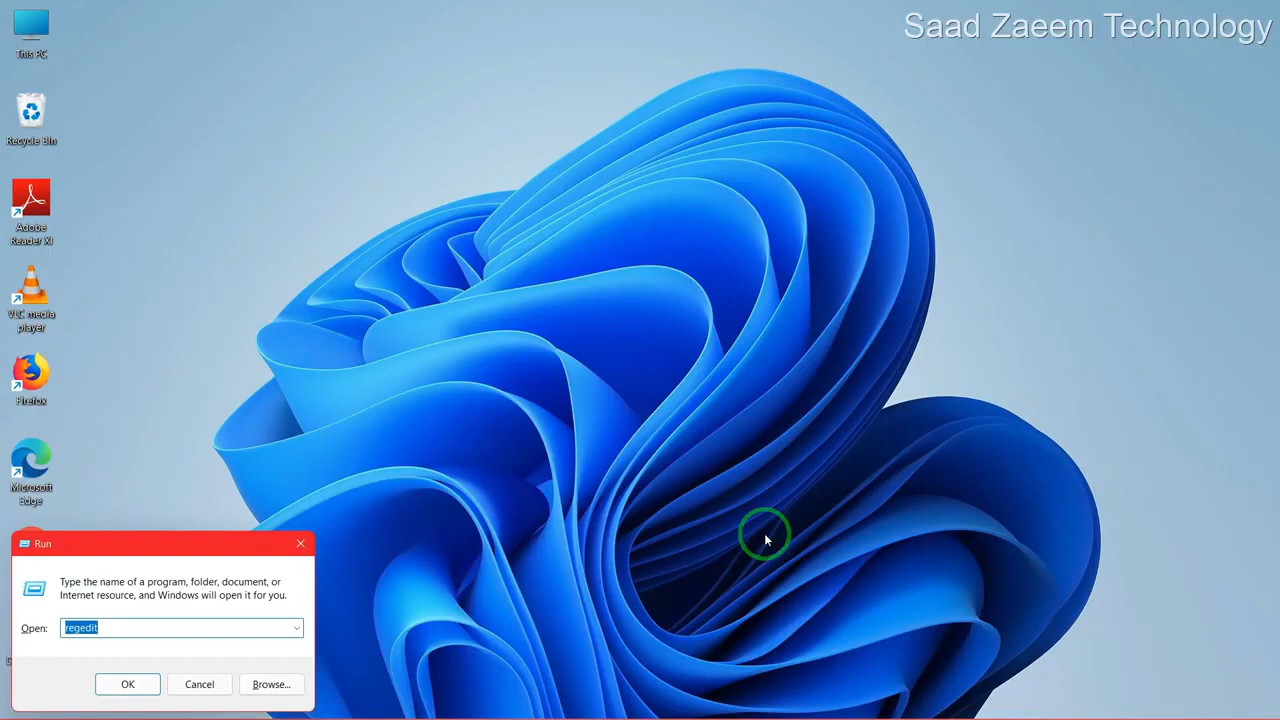 Saad Zaeem Technology
This PC
Recycle Bin
Adobe
Reader XI
VLC media
player
Firefox
Microsoft
Edge
Run
Type the name of a program, folder, document, or
Internet resource, and Windows will open it for you.
Open:
regedit
OK
Cancel
Browse...